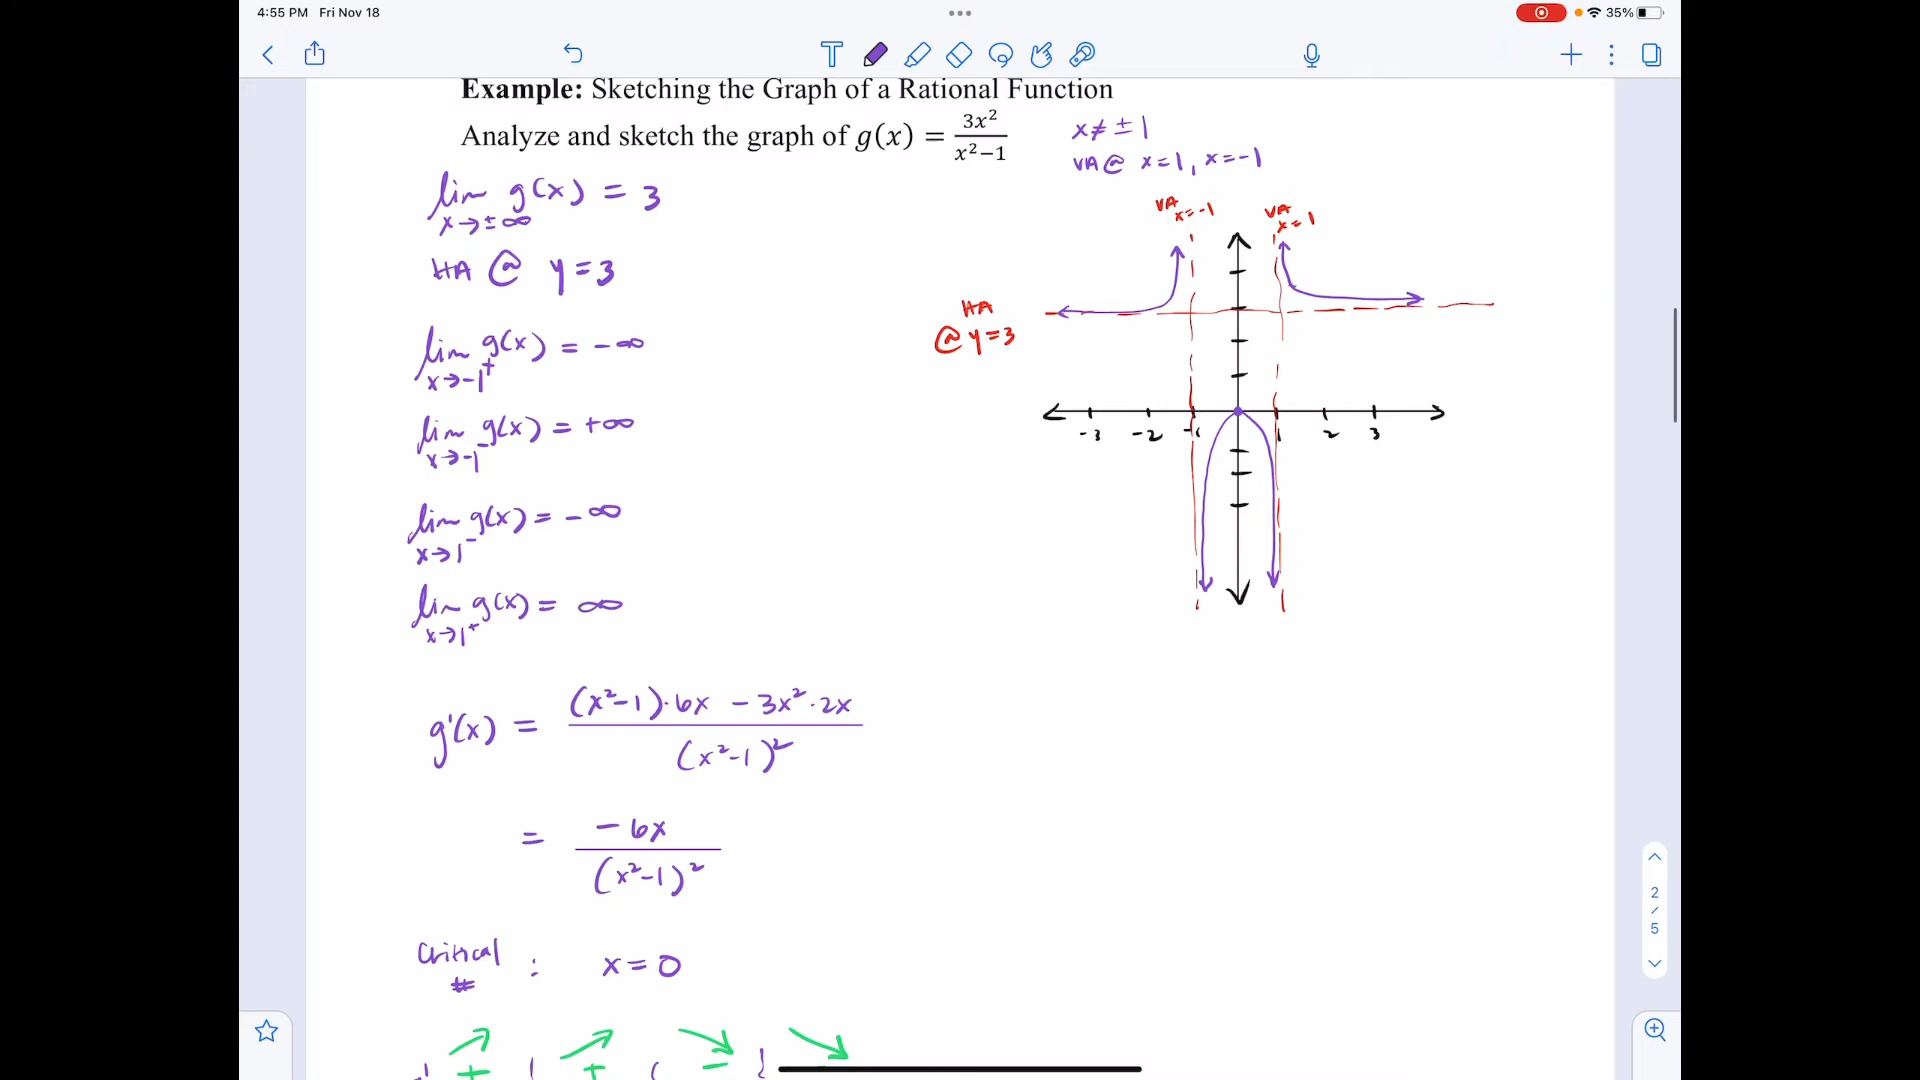 4:55 PM Fri Nov 18
35%
Example: Sketching the Graph of a Rational Function
Analyze and sketch the graph of g(x) = 3x²/(x²−1)
x ≠ ±1
VA @ x=1, x=-1
lim g(x) = 3
x→±∞
HA @ y=3
VA x=-1
VA x=1
HA
@ y=3
-3 -2 -1 1 2 3
lim g(x) = -∞
x→-1⁺
lim g(x) = +∞
x→-1⁻
lim g(x) = -∞
x→1⁻
lim g(x) = ∞
x→1⁺
g'(x) = ((x²-1)·6x - 3x²·2x)/(x²-1)²
= -6x/(x²-1)²
Critical # : x=0
+ + −
2
/
5